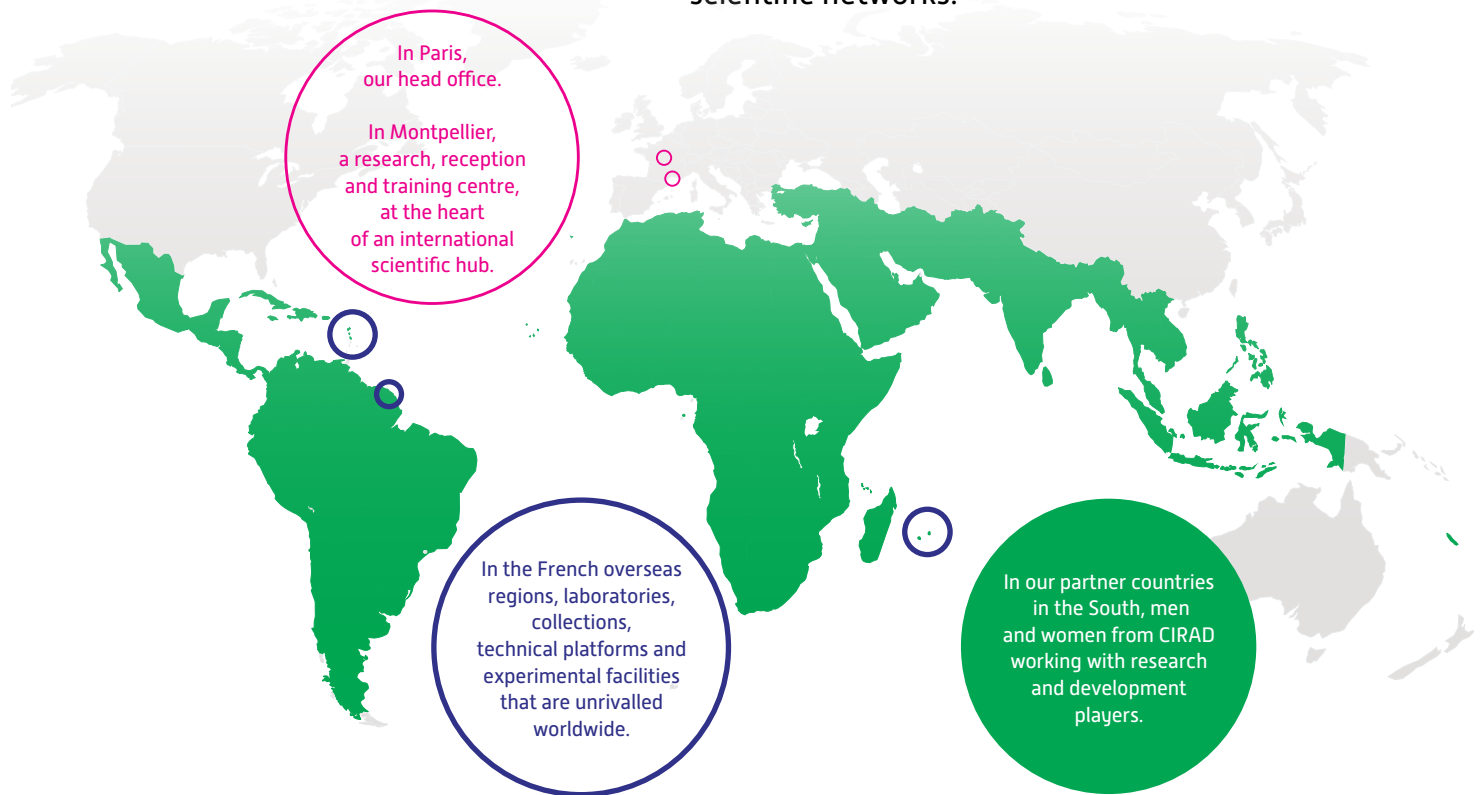 scientific networks.
In Paris,
our head office.
In Montpellier,
a research, reception
and training centre,
at the heart
of an international
scientific hub.
In the French overseas
regions, laboratories,
collections,
technical platforms and
experimental facilities
that are unrivalled
worldwide.
In our partner countries
in the South, men
and women from CIRAD
working with research
and development
players.